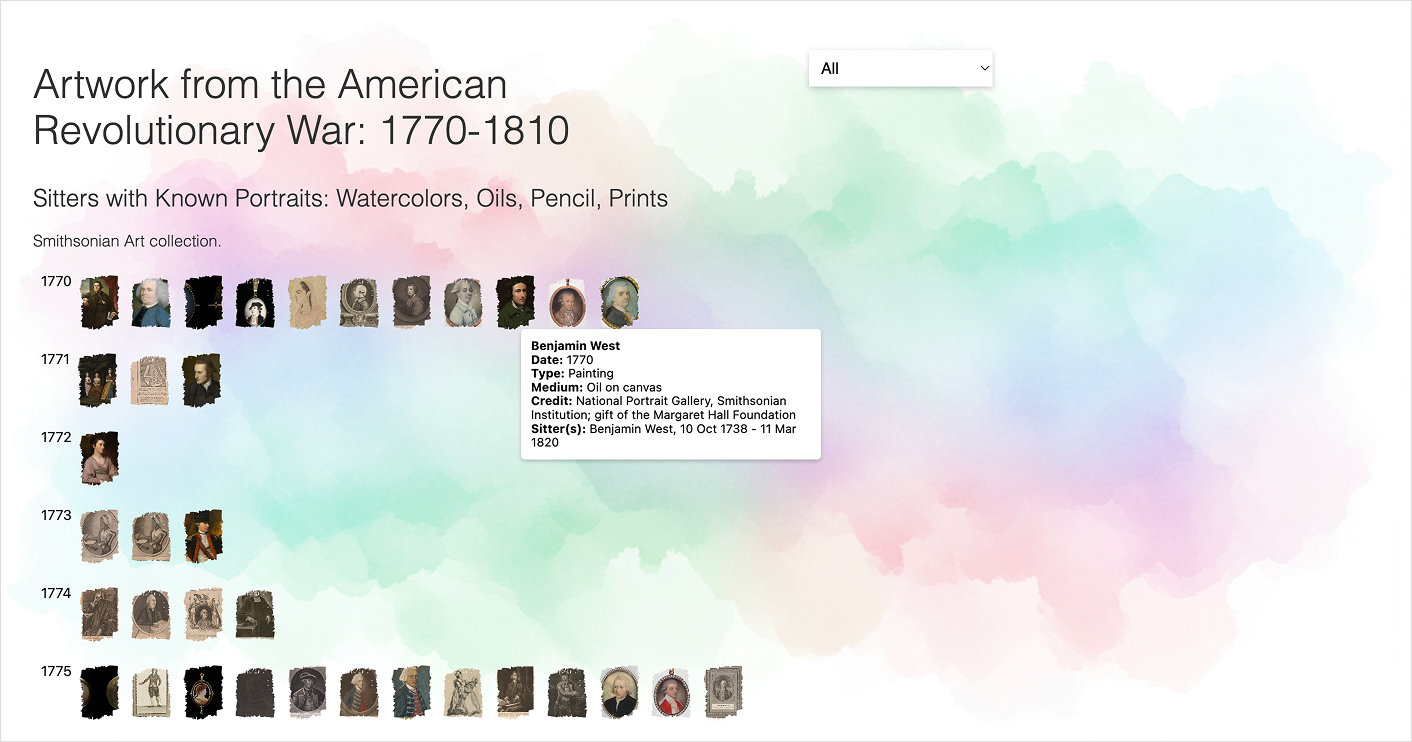 Artwork from the American
Revolutionary War: 1770-1810
All
Sitters with Known Portraits: Watercolors, Oils, Pencil, Prints
Smithsonian Art collection.
1770
Benjamin West
Date: 1770
Type: Painting
Medium: Oil on canvas
Credit: National Portrait Gallery, Smithsonian
Institution; gift of the Margaret Hall Foundation
Sitter(s): Benjamin West, 10 Oct 1738 - 11 Mar
1820
1771
1772
1773
1774
1775